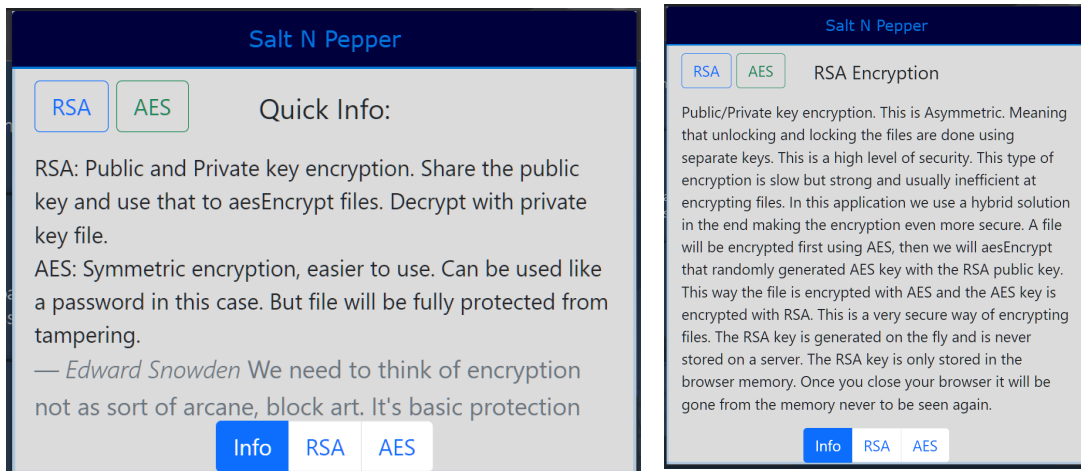 Salt N Pepper
RSA
AES
Quick Info:
RSA: Public and Private key encryption. Share the public
key and use that to aesEncrypt files. Decrypt with private
key file.
AES: Symmetric encryption, easier to use. Can be used like
a password in this case. But file will be fully protected from
tampering.
— Edward Snowden We need to think of encryption
not as sort of arcane, block art. It's basic protection
Info
RSA
AES
Salt N Pepper
RSA
AES
RSA Encryption
Public/Private key encryption. This is Asymmetric. Meaning
that unlocking and locking the files are done using
separate keys. This is a high level of security. This type of
encryption is slow but strong and usually inefficient at
encrypting files. In this application we use a hybrid solution
in the end making the encryption even more secure. A file
will be encrypted first using AES, then we will aesEncrypt
that randomly generated AES key with the RSA public key.
This way the file is encrypted with AES and the AES key is
encrypted with RSA. This is a very secure way of encrypting
files. The RSA key is generated on the fly and is never
stored on a server. The RSA key is only stored in the
browser memory. Once you close your browser it will be
gone from the memory never to be seen again.
Info
RSA
AES